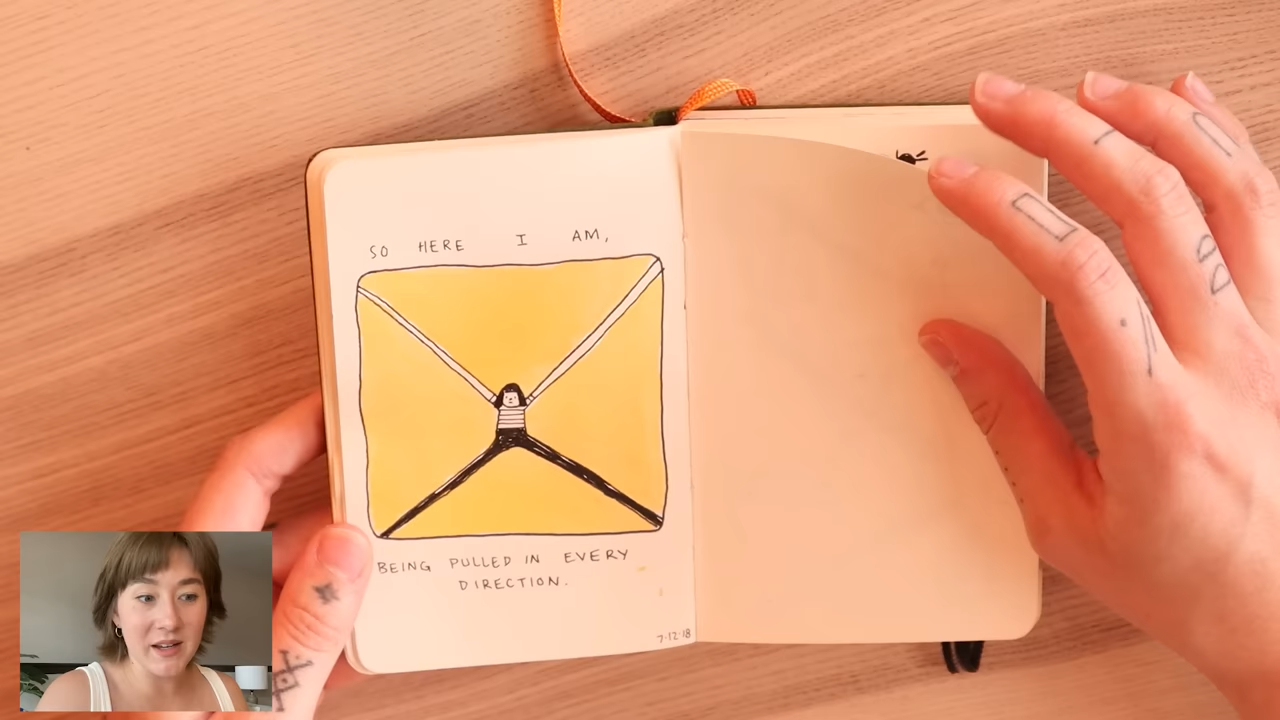 SO HERE I AM,
BEING PULLED IN EVERY
DIRECTION.
7·12·18